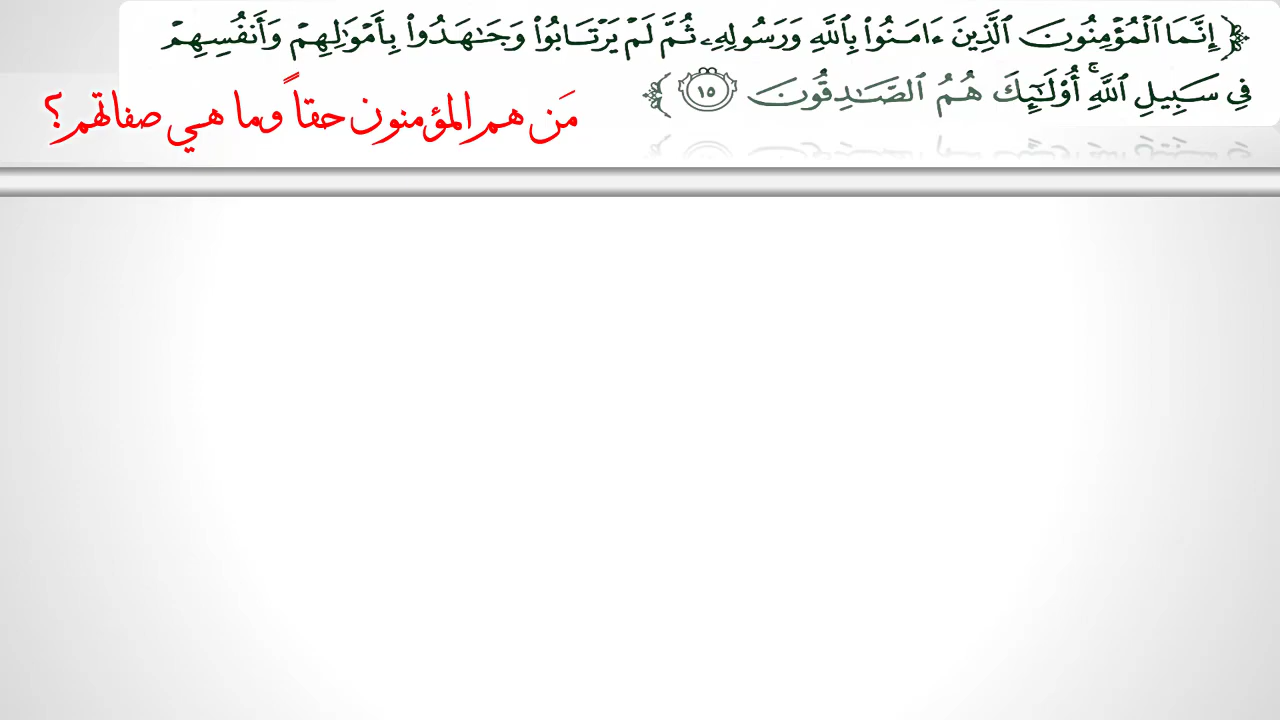 ﴿إِنَّمَا ٱلْمُؤْمِنُونَ ٱلَّذِينَ ءَامَنُوا۟ بِٱللَّهِ وَرَسُولِهِۦ ثُمَّ لَمْ يَرْتَابُوا۟ وَجَـٰهَدُوا۟ بِأَمْوَٰلِهِمْ وَأَنفُسِهِمْ
فِى سَبِيلِ ٱللَّهِ ۚ أُو۟لَـٰٓئِكَ هُمُ ٱلصَّـٰدِقُونَ ١٥﴾
مَن هم المؤمنون حقاً وما هي صفاتهم؟